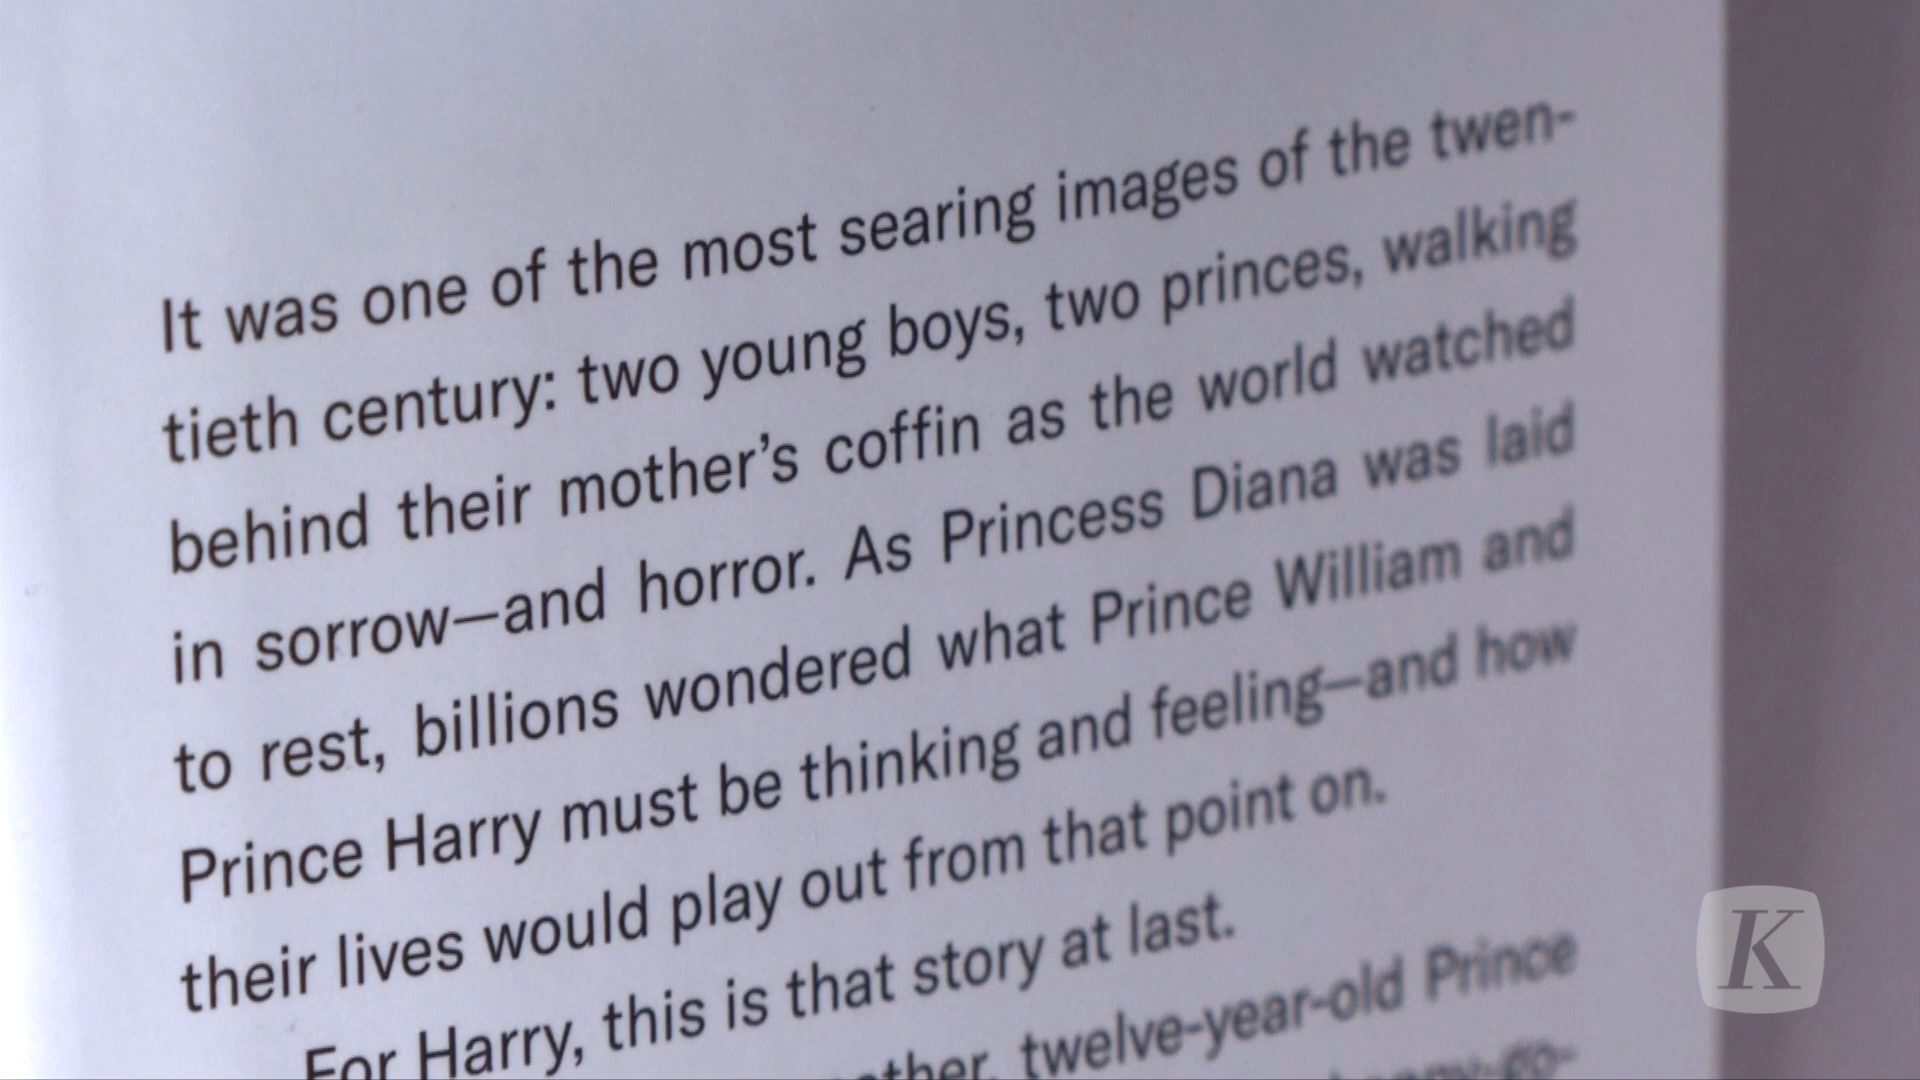 It was one of the most searing images of the twen-
tieth century: two young boys, two princes, walking
behind their mother's coffin as the world watched
in sorrow—and horror. As Princess Diana was laid
to rest, billions wondered what Prince William and
Prince Harry must be thinking and feeling—and how
their lives would play out from that point on.
For Harry, this is that story at last.
twelve-year-old Prince
K